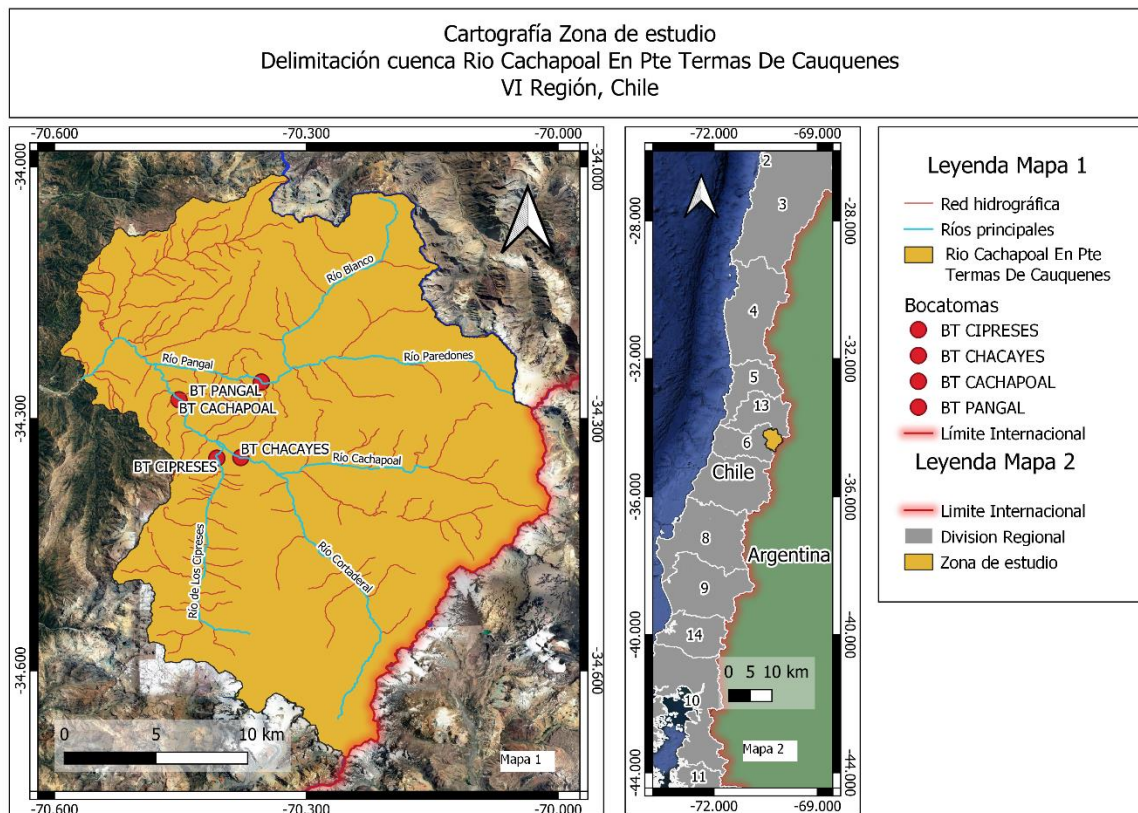 Cartografía Zona de estudio
Delimitación cuenca Rio Cachapoal En Pte Termas De Cauquenes
VI Región, Chile
-70.600
-70.300
-70.000
-34.000
-34.000
-34.300
-34.300
-34.600
-34.600
Río Blanco
Río Pangal
Río Paredones
BT PANGAL
BT CACHAPOAL
BT CHACAYES
BT CIPRESES
Río Cachapoal
Río de Los Cipreses
Río Cortaderal
0 5 10 km
Mapa 1
-70.600
-70.300
-70.000
-72.000
-69.000
-28.000
-28.000
-32.000
-32.000
-36.000
-36.000
-40.000
-40.000
-44.000
-44.000
2
3
4
5
13
6
Chile
8
Argentina
9
14
0 5 10 km
10
Mapa 2
11
-72.000
-69.000
Leyenda Mapa 1
Red hidrográfica
Ríos principales
Rio Cachapoal En Pte
Termas De Cauquenes
Bocatomas
BT CIPRESES
BT CHACAYES
BT CACHAPOAL
BT PANGAL
Límite Internacional
Leyenda Mapa 2
Limite Internacional
Division Regional
Zona de estudio